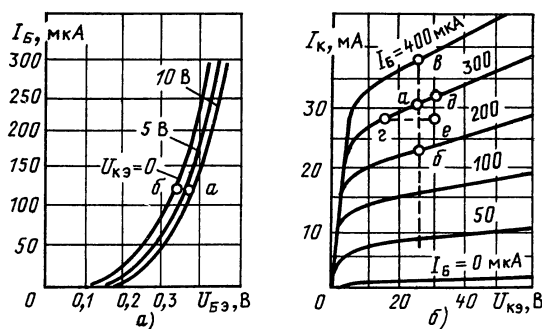 I_Б, мкА
300
250
200
150
100
50
0
0,1
0,2
0,3
U_БЭ, В
10 В
5 В
U_КЭ=0
б
а
а)
I_К, мА
30
20
10
0
20
40
U_КЭ, В
I_Б=400 мкА
300
200
100
50
I_Б=0 мкА
в
а
д
г
е
б
б)